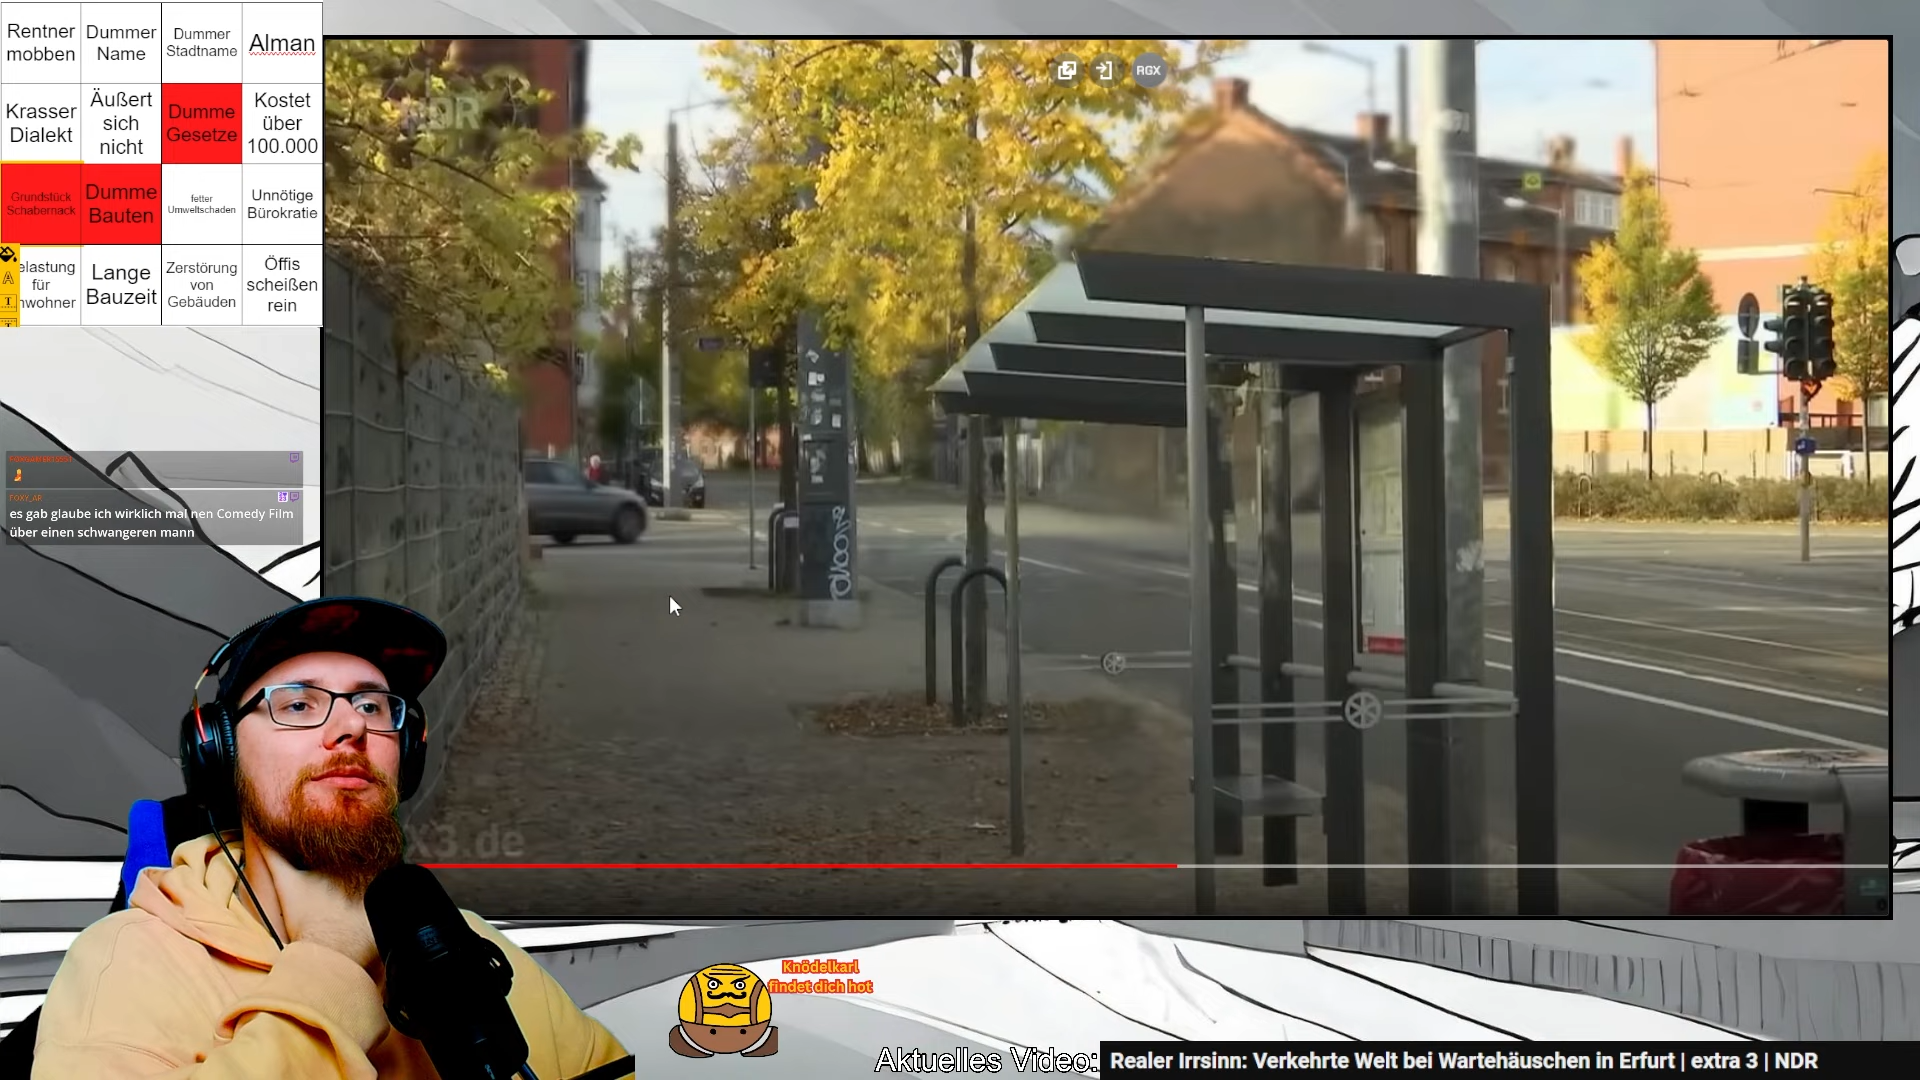 Rentner
mobben
Dummer
Name
Dummer
Stadtname
Alman
Krasser
Dialekt
Äußert
sich
nicht
Dumme
Gesetze
Kostet
über
100.000
Grundstück
Schabernack
Dumme
Bauten
fetter
Umweltschaden
Unnötige
Bürokratie
elastung
für
nwohner
Lange
Bauzeit
Zerstörung
von
Gebäuden
Öffis
scheißen
rein
NDR
RGX
FOXY_AR
es gab glaube ich wirklich mal nen Comedy Film
über einen schwangeren mann
X3.de
Knödelkarl
findet dich hot
Aktuelles Video:
Realer Irrsinn: Verkehrte Welt bei Wartehäuschen in Erfurt | extra 3 | NDR